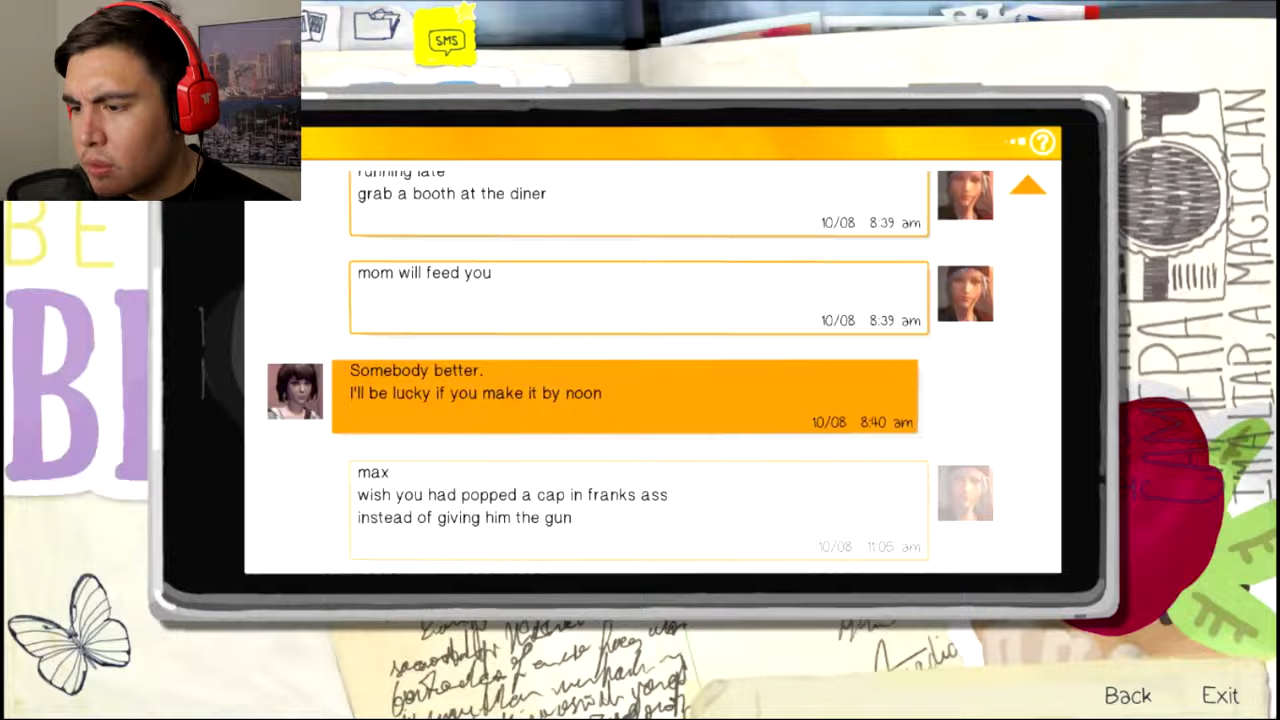 SMS
running late
grab a booth at the diner
10/08 8:39 am
mom will feed you
10/08 8:39 am
Somebody better.
I'll be lucky if you make it by noon
10/08 8:40 am
max
wish you had popped a cap in franks ass
instead of giving him the gun
10/08 11:05 am
?
BE
LIAR, A MAGICIAN
Back
Exit